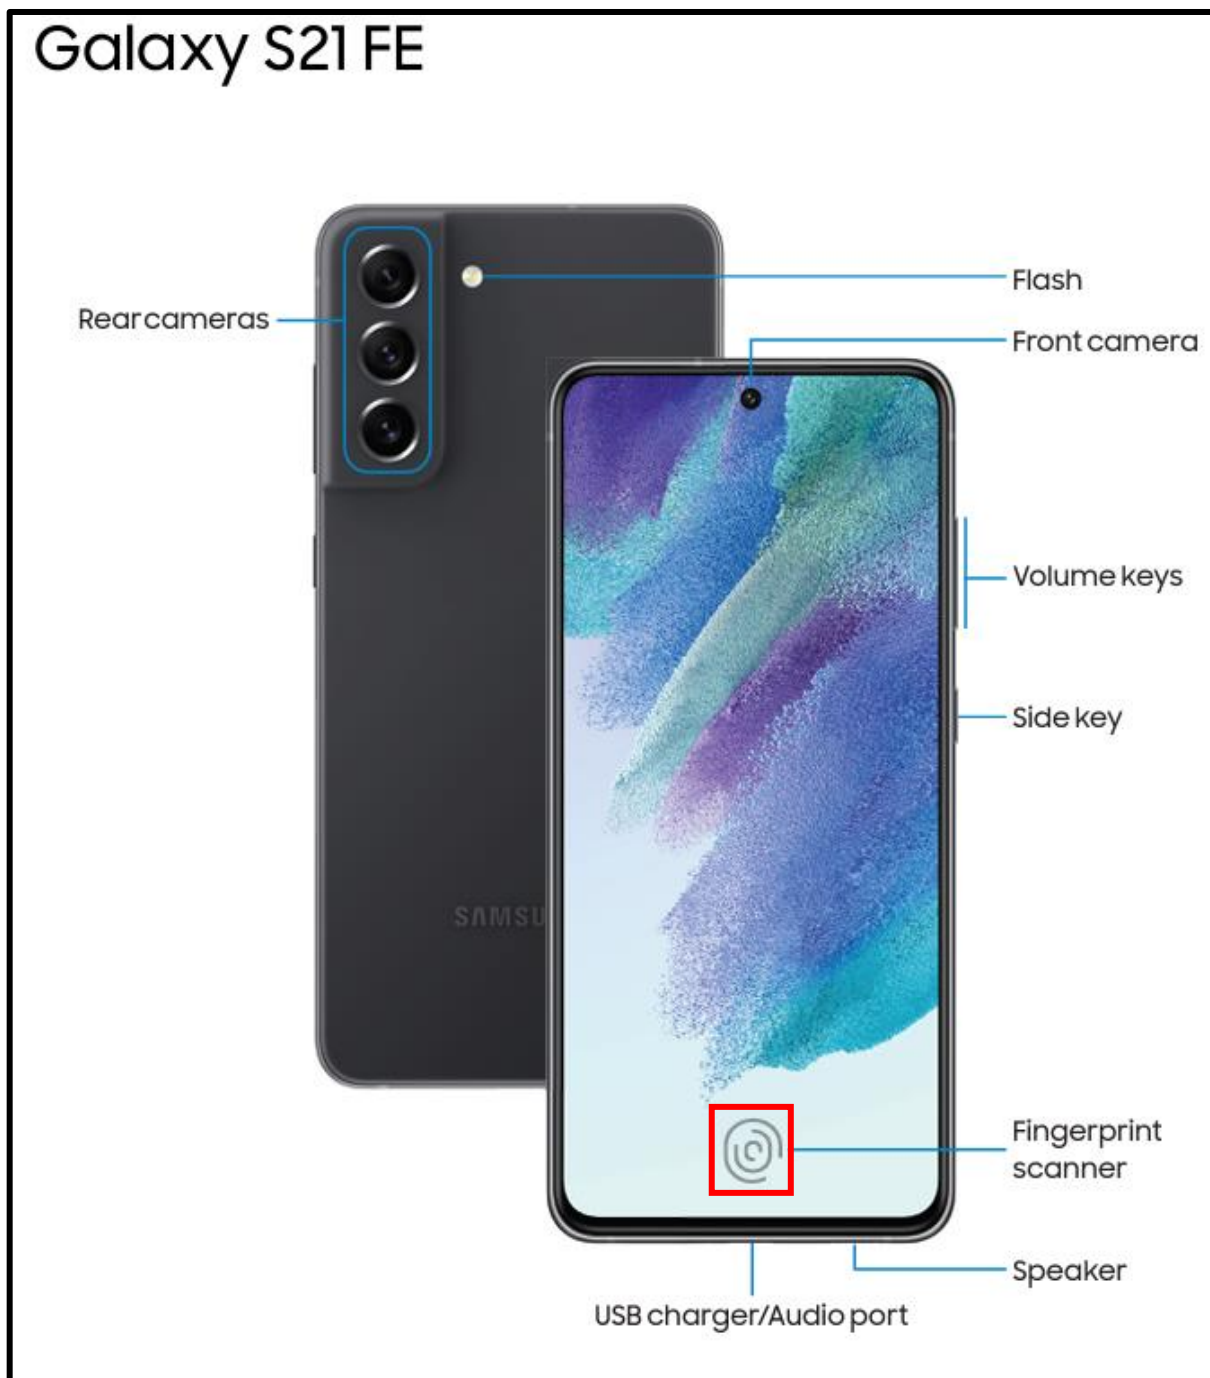 Galaxy S21 FE
Flash
Rear cameras
Front camera
Volume keys
Side key
SAMSU
Fingerprint
scanner
Speaker
USB charger/Audio port